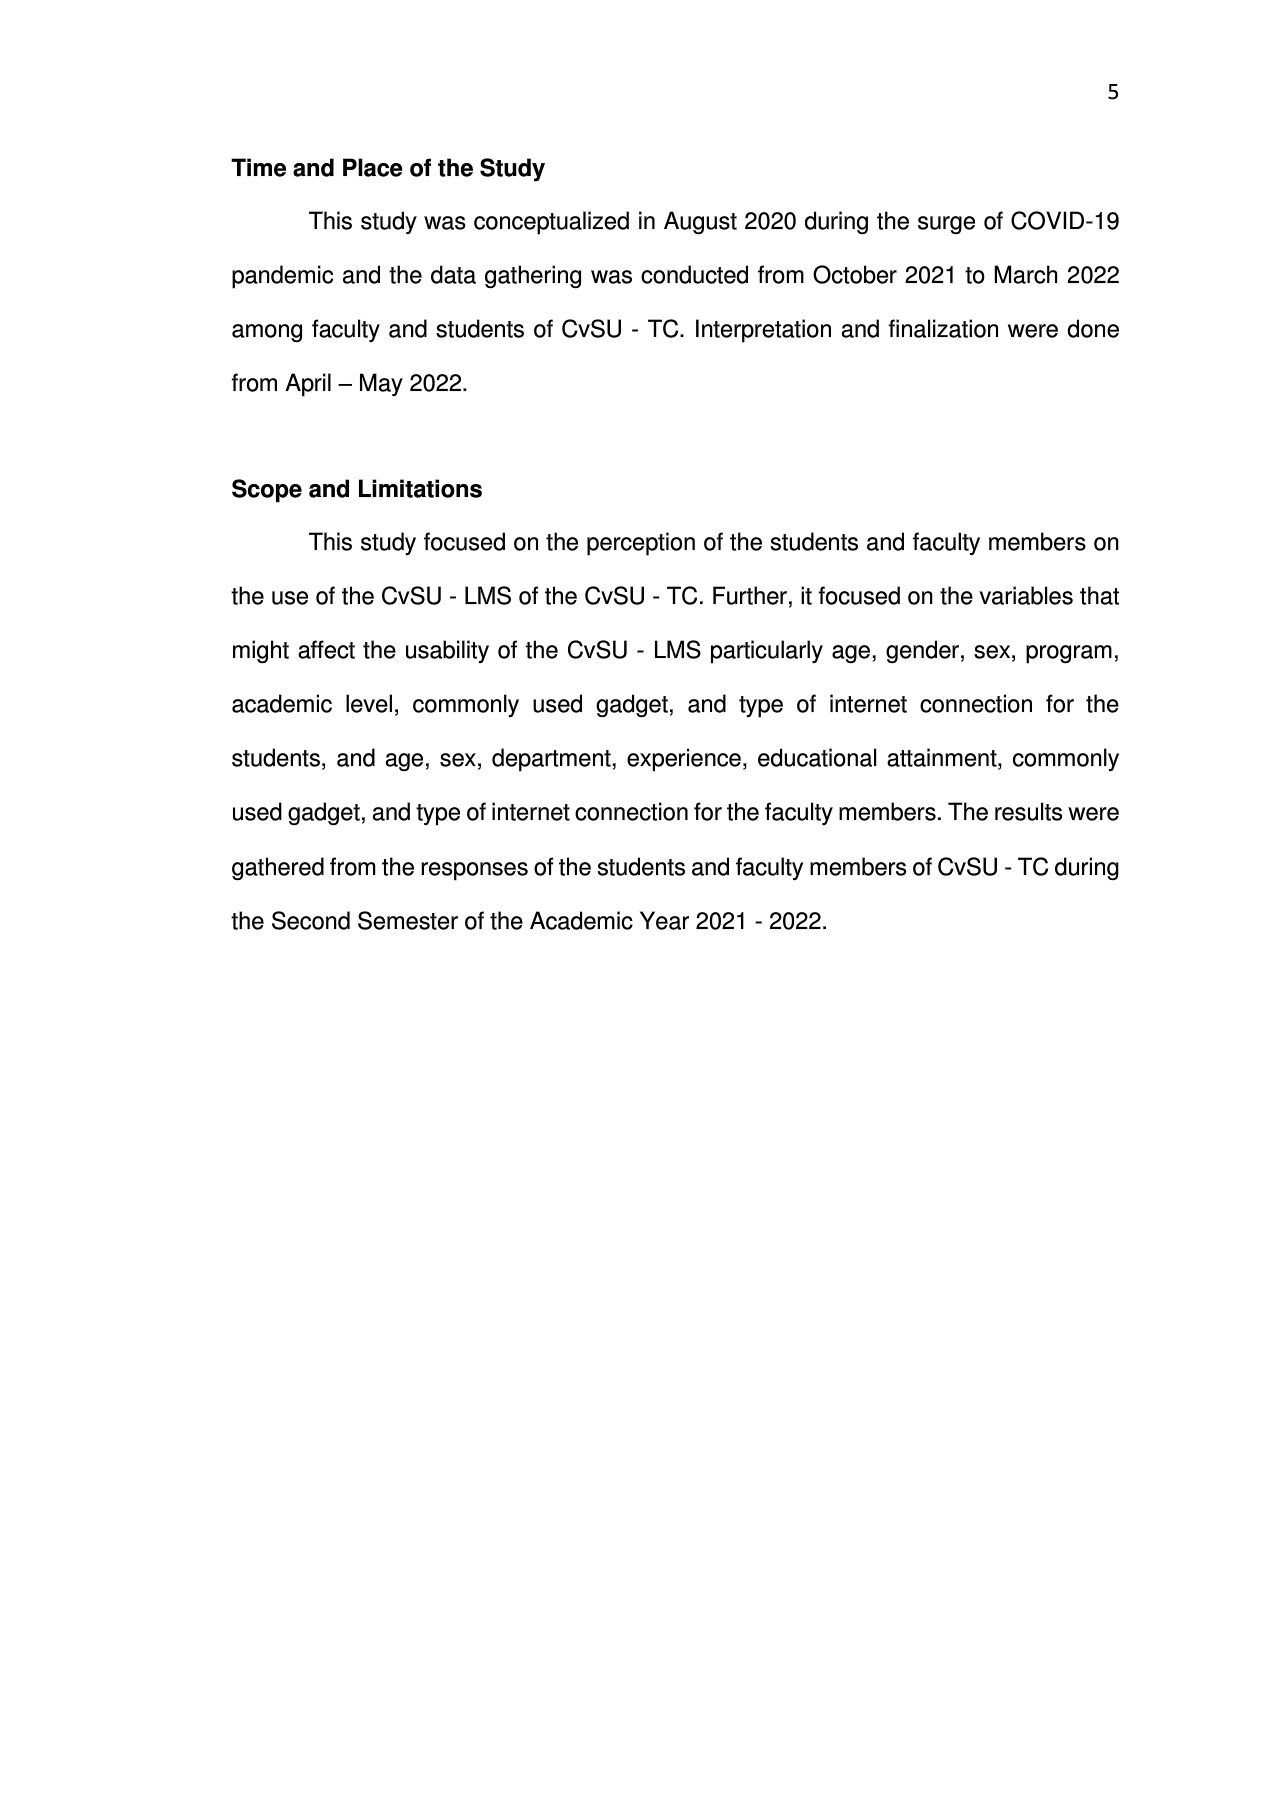 5
Time and Place of the Study
This study was conceptualized in August 2020 during the surge of COVID-19
pandemic and the data gathering was conducted from October 2021 to March 2022
among faculty and students of CvSU - TC. Interpretation and finalization were done
from April – May 2022.
Scope and Limitations
This study focused on the perception of the students and faculty members on
the use of the CvSU - LMS of the CvSU - TC. Further, it focused on the variables that
might affect the usability of the CvSU - LMS particularly age, gender, sex, program,
academic level, commonly used gadget, and type of internet connection for the
students, and age, sex, department, experience, educational attainment, commonly
used gadget, and type of internet connection for the faculty members. The results were
gathered from the responses of the students and faculty members of CvSU - TC during
the Second Semester of the Academic Year 2021 - 2022.